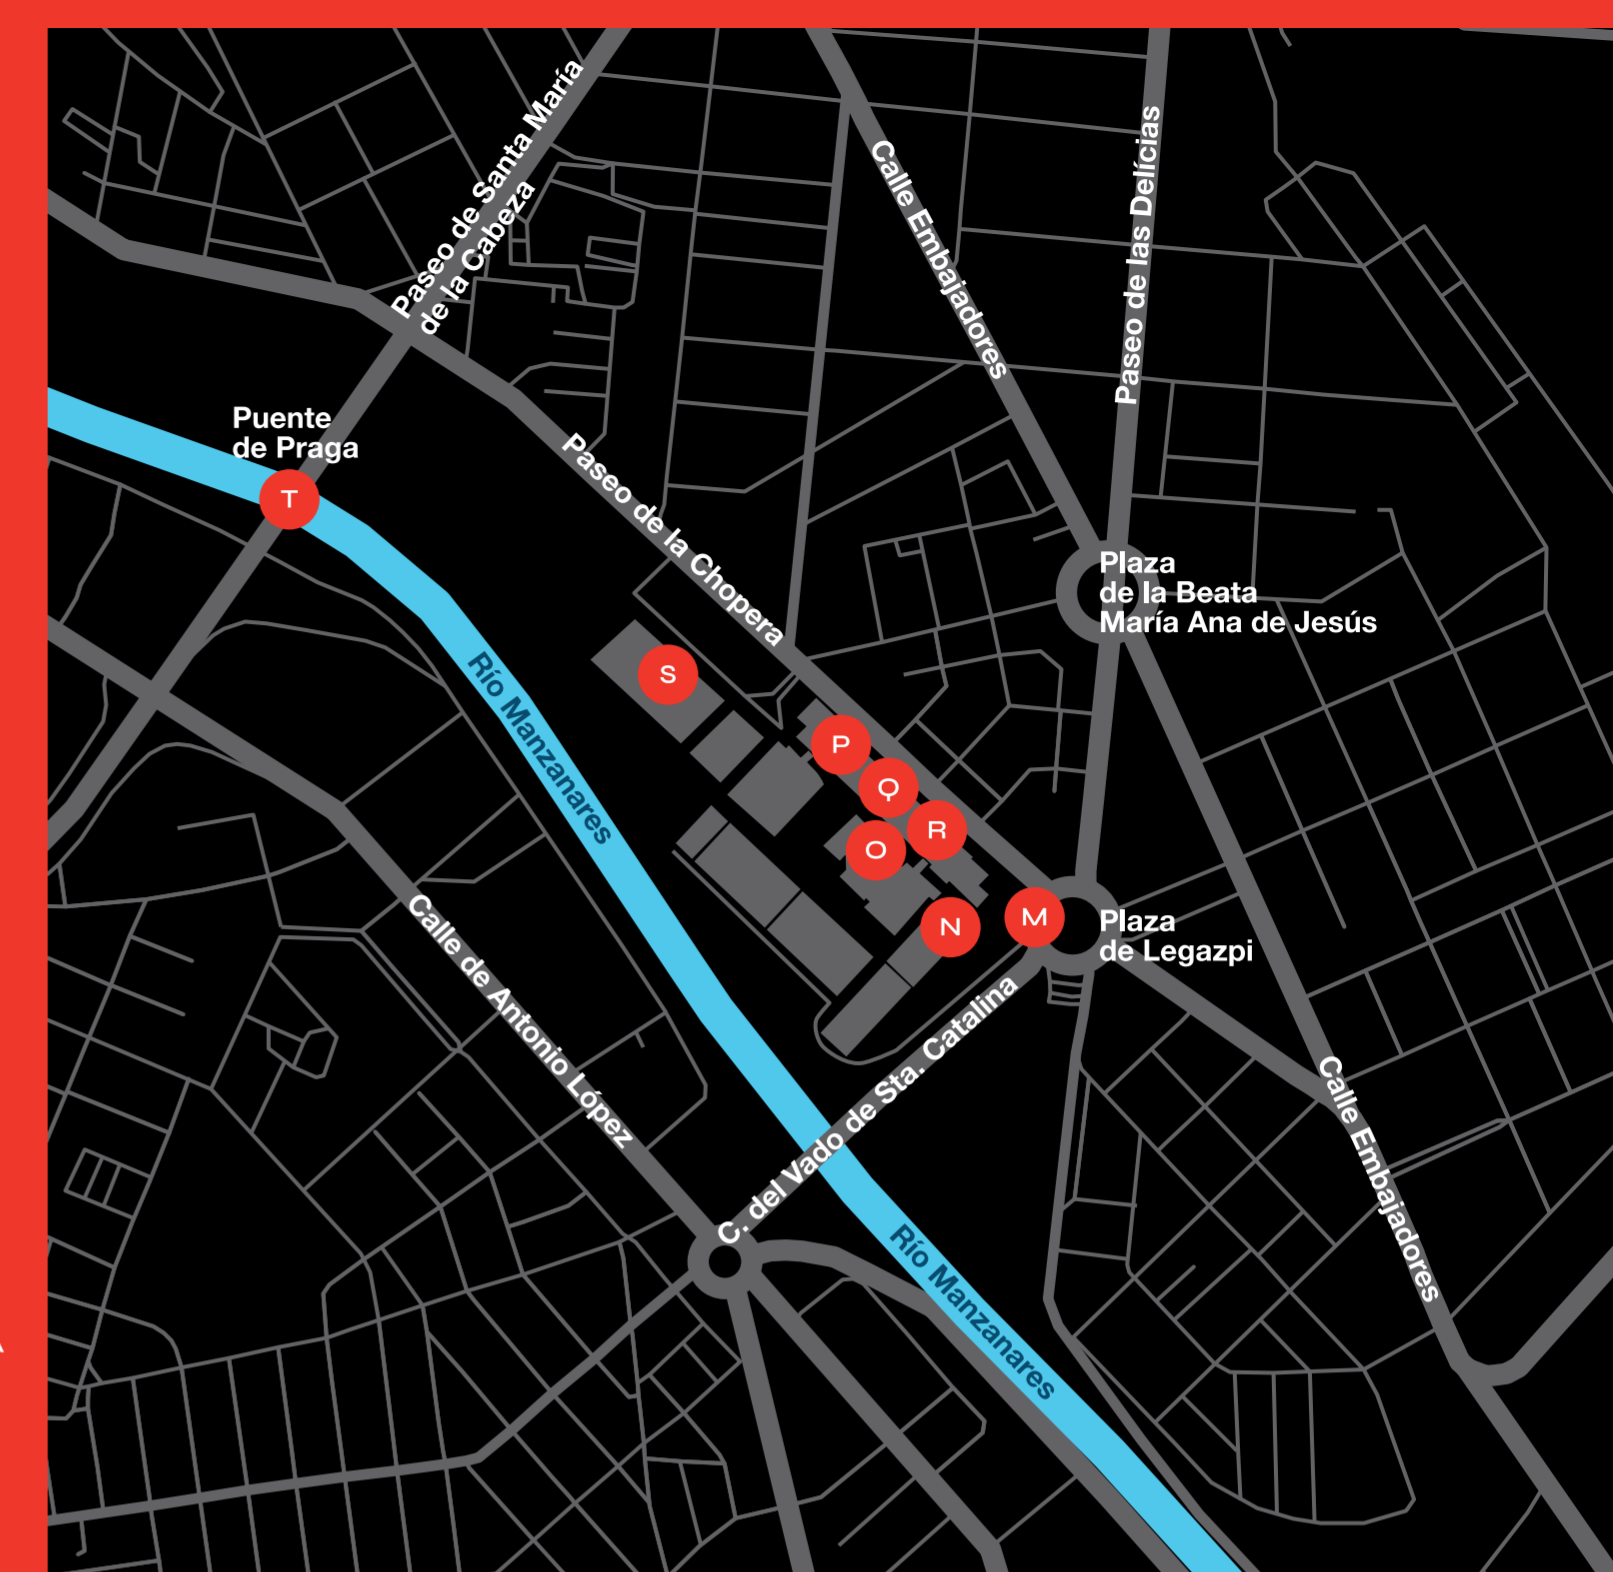 Paseo de Santa María
de la Cabeza
Calle Embajadores
Paseo de las Delícias
Puente
de Praga
T
Paseo de la Chopera
Plaza
de la Beata
María Ana de Jesús
Río Manzanares
S
P
Q
R
O
N
M
Plaza
de Legazpi
Calle de Antonio López
C. del Vado de Sta. Catalina
Calle Embajadores
Río Manzanares